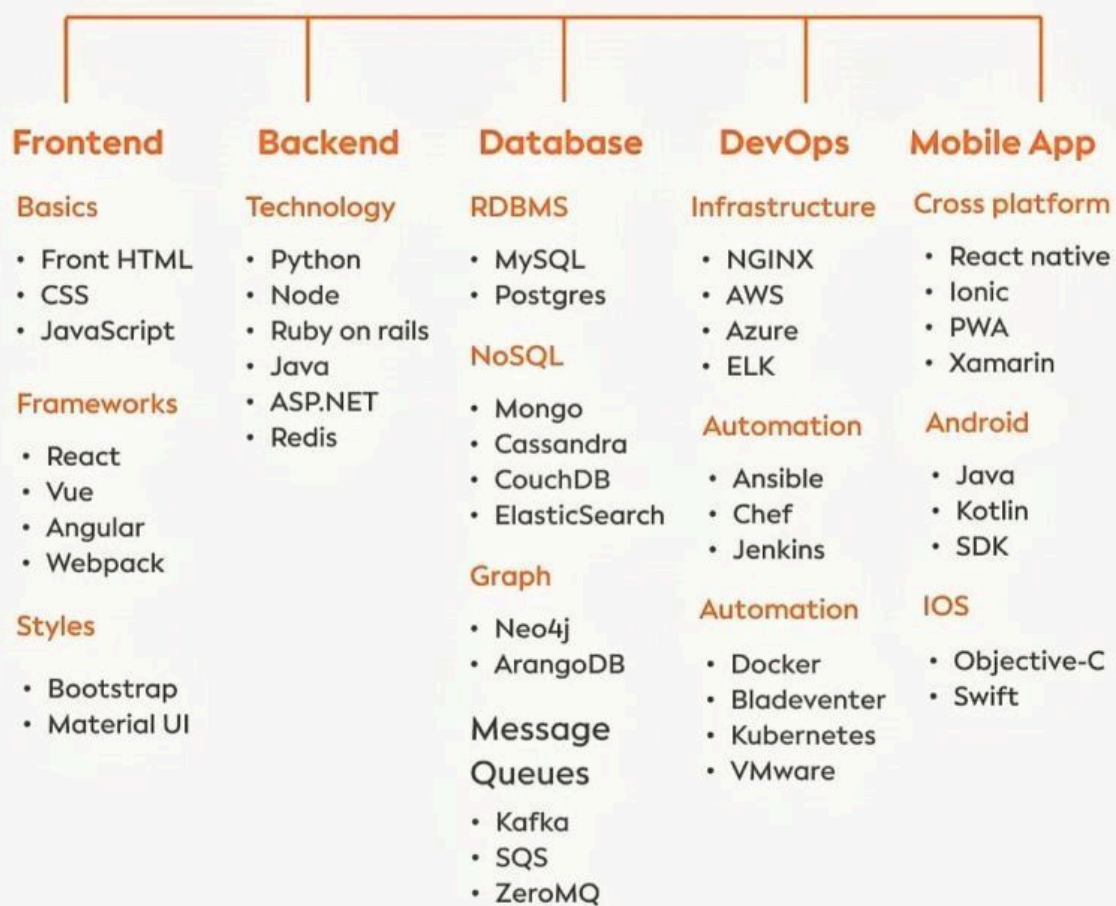 Frontend
Basics
• Front HTML
• CSS
• JavaScript
Frameworks
• React
• Vue
• Angular
• Webpack
Styles
• Bootstrap
• Material UI
Backend
Technology
• Python
• Node
• Ruby on rails
• Java
• ASP.NET
• Redis
Database
RDBMS
• MySQL
• Postgres
NoSQL
• Mongo
• Cassandra
• CouchDB
• ElasticSearch
Graph
• Neo4j
• ArangoDB
Message
Queues
• Kafka
• SQS
• ZeroMQ
DevOps
Infrastructure
• NGINX
• AWS
• Azure
• ELK
Automation
• Ansible
• Chef
• Jenkins
Automation
• Docker
• Bladeventer
• Kubernetes
• VMware
Mobile App
Cross platform
• React native
• Ionic
• PWA
• Xamarin
Android
• Java
• Kotlin
• SDK
IOS
• Objective-C
• Swift